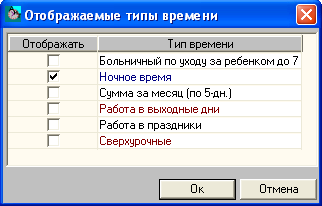 Отображаемые типы времени
Отображать Тип времени
Больничный по уходу за ребенком до 7
Ночное время
Сумма за месяц (по 5-дн.)
Работа в выходные дни
Работа в праздники
Сверхурочные
Ок Отмена